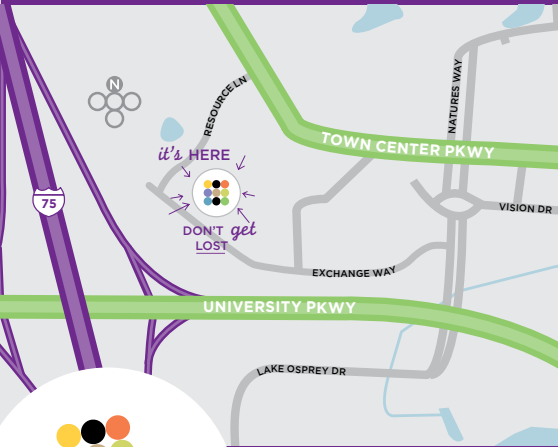 N
RESOURCE LN
NATURES WAY
TOWN CENTER PKWY
it's HERE
75
VISION DR
DON'T get
LOST
EXCHANGE WAY
UNIVERSITY PKWY
LAKE OSPREY DR